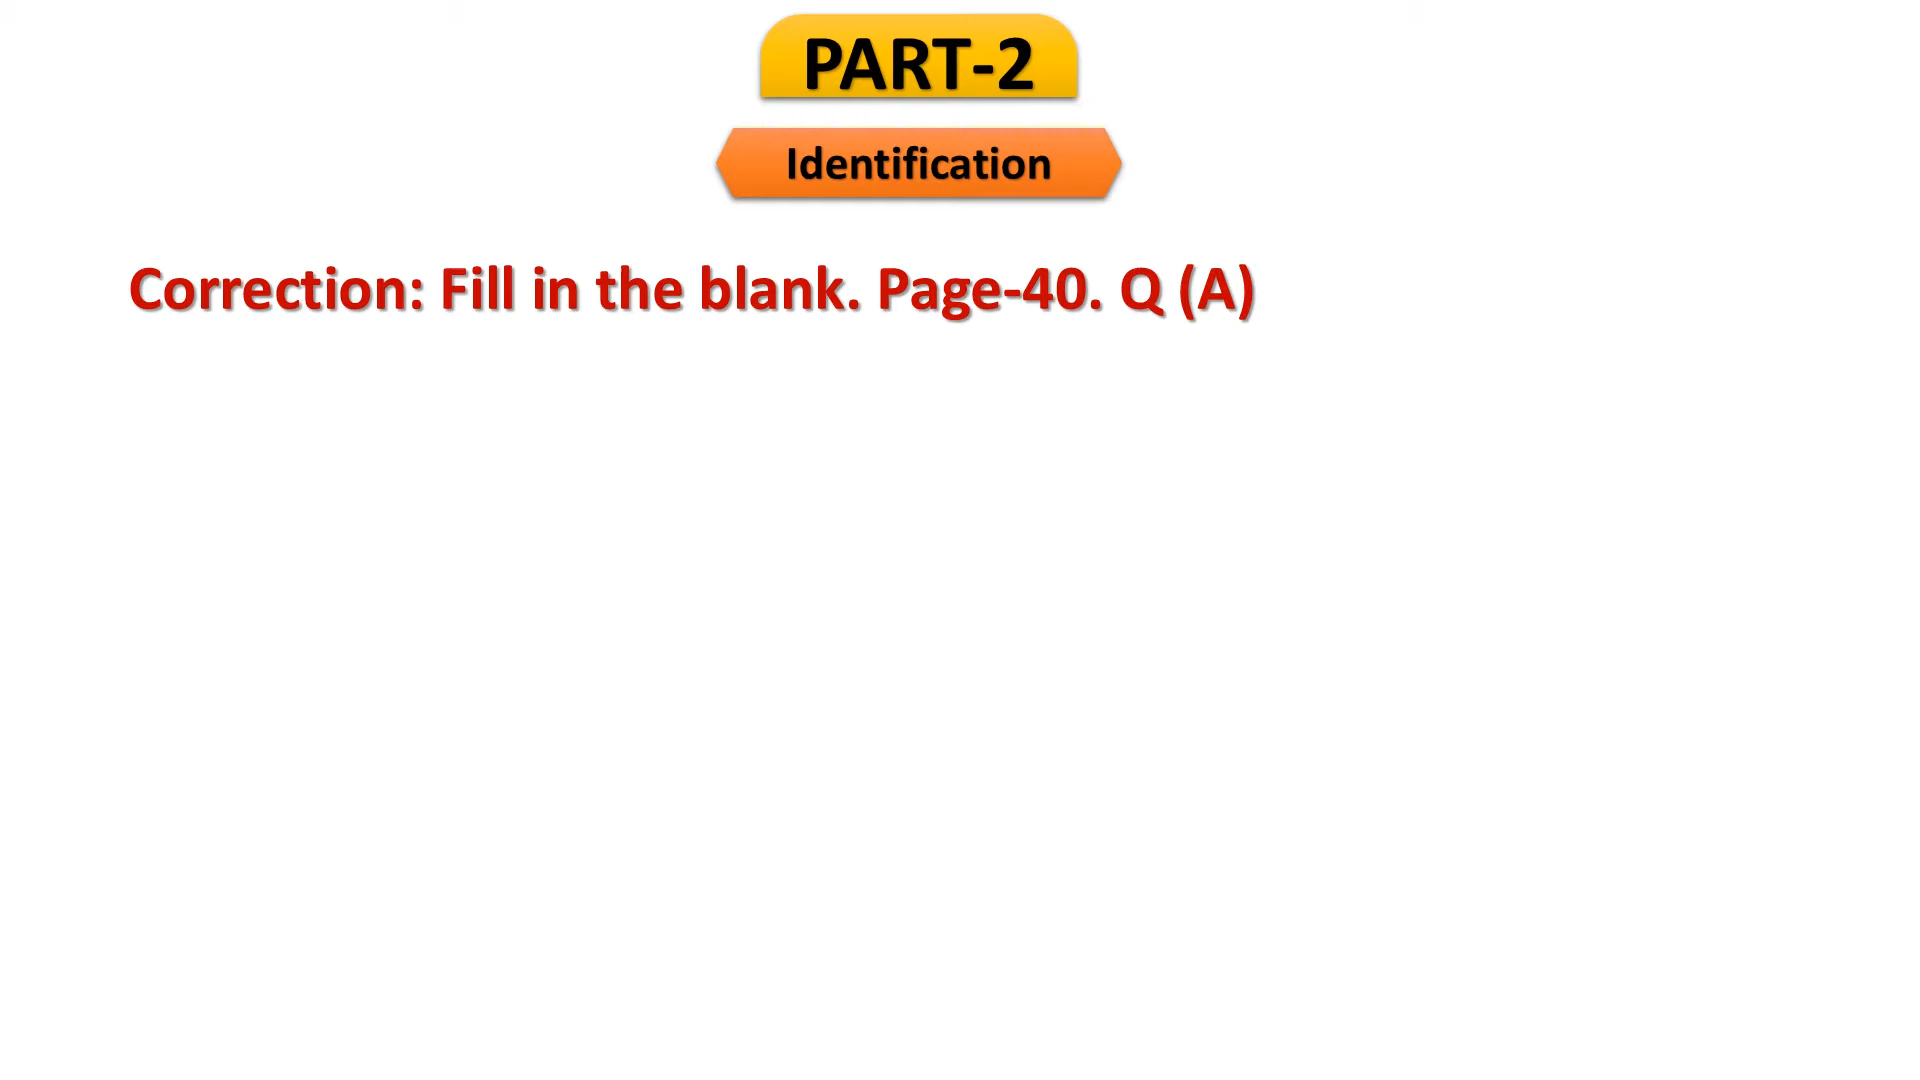 PART-2
Identification
Correction: Fill in the blank. Page-40. Q (A)